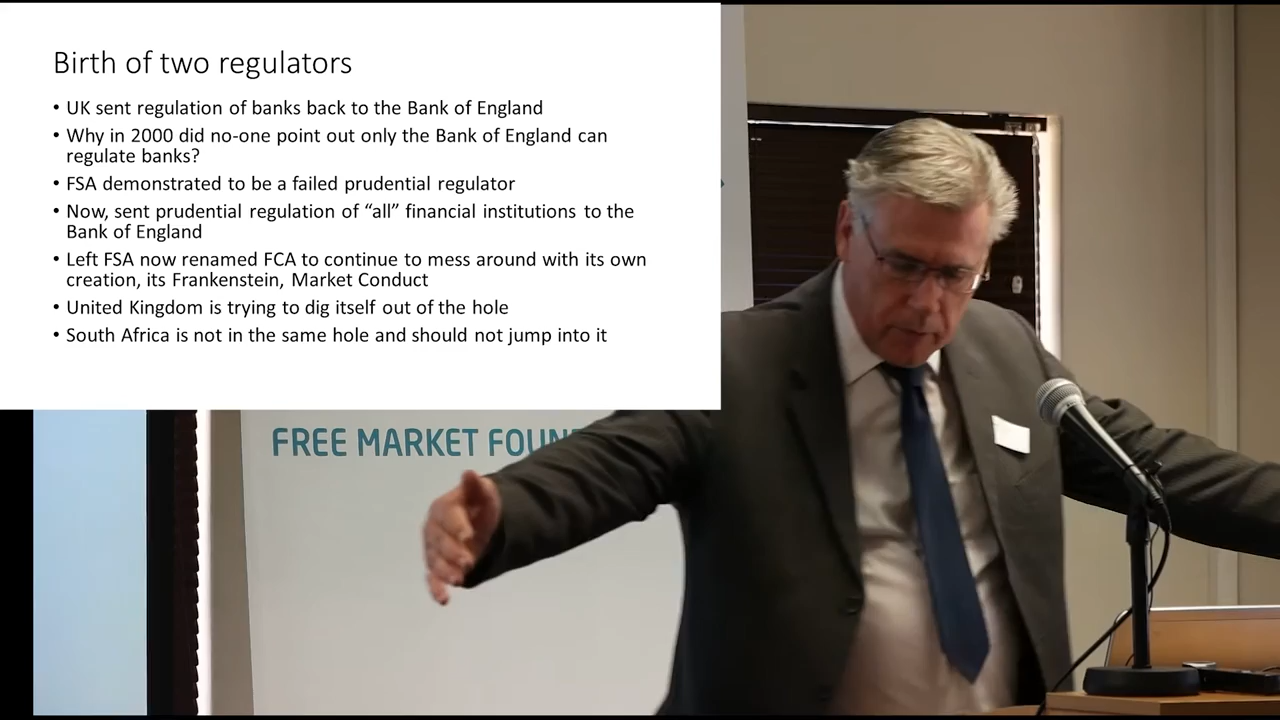 Birth of two regulators
• UK sent regulation of banks back to the Bank of England
• Why in 2000 did no-one point out only the Bank of England can
regulate banks?
• FSA demonstrated to be a failed prudential regulator
• Now, sent prudential regulation of “all” financial institutions to the
Bank of England
• Left FSA now renamed FCA to continue to mess around with its own
creation, its Frankenstein, Market Conduct
• United Kingdom is trying to dig itself out of the hole
• South Africa is not in the same hole and should not jump into it
FREE MARKET